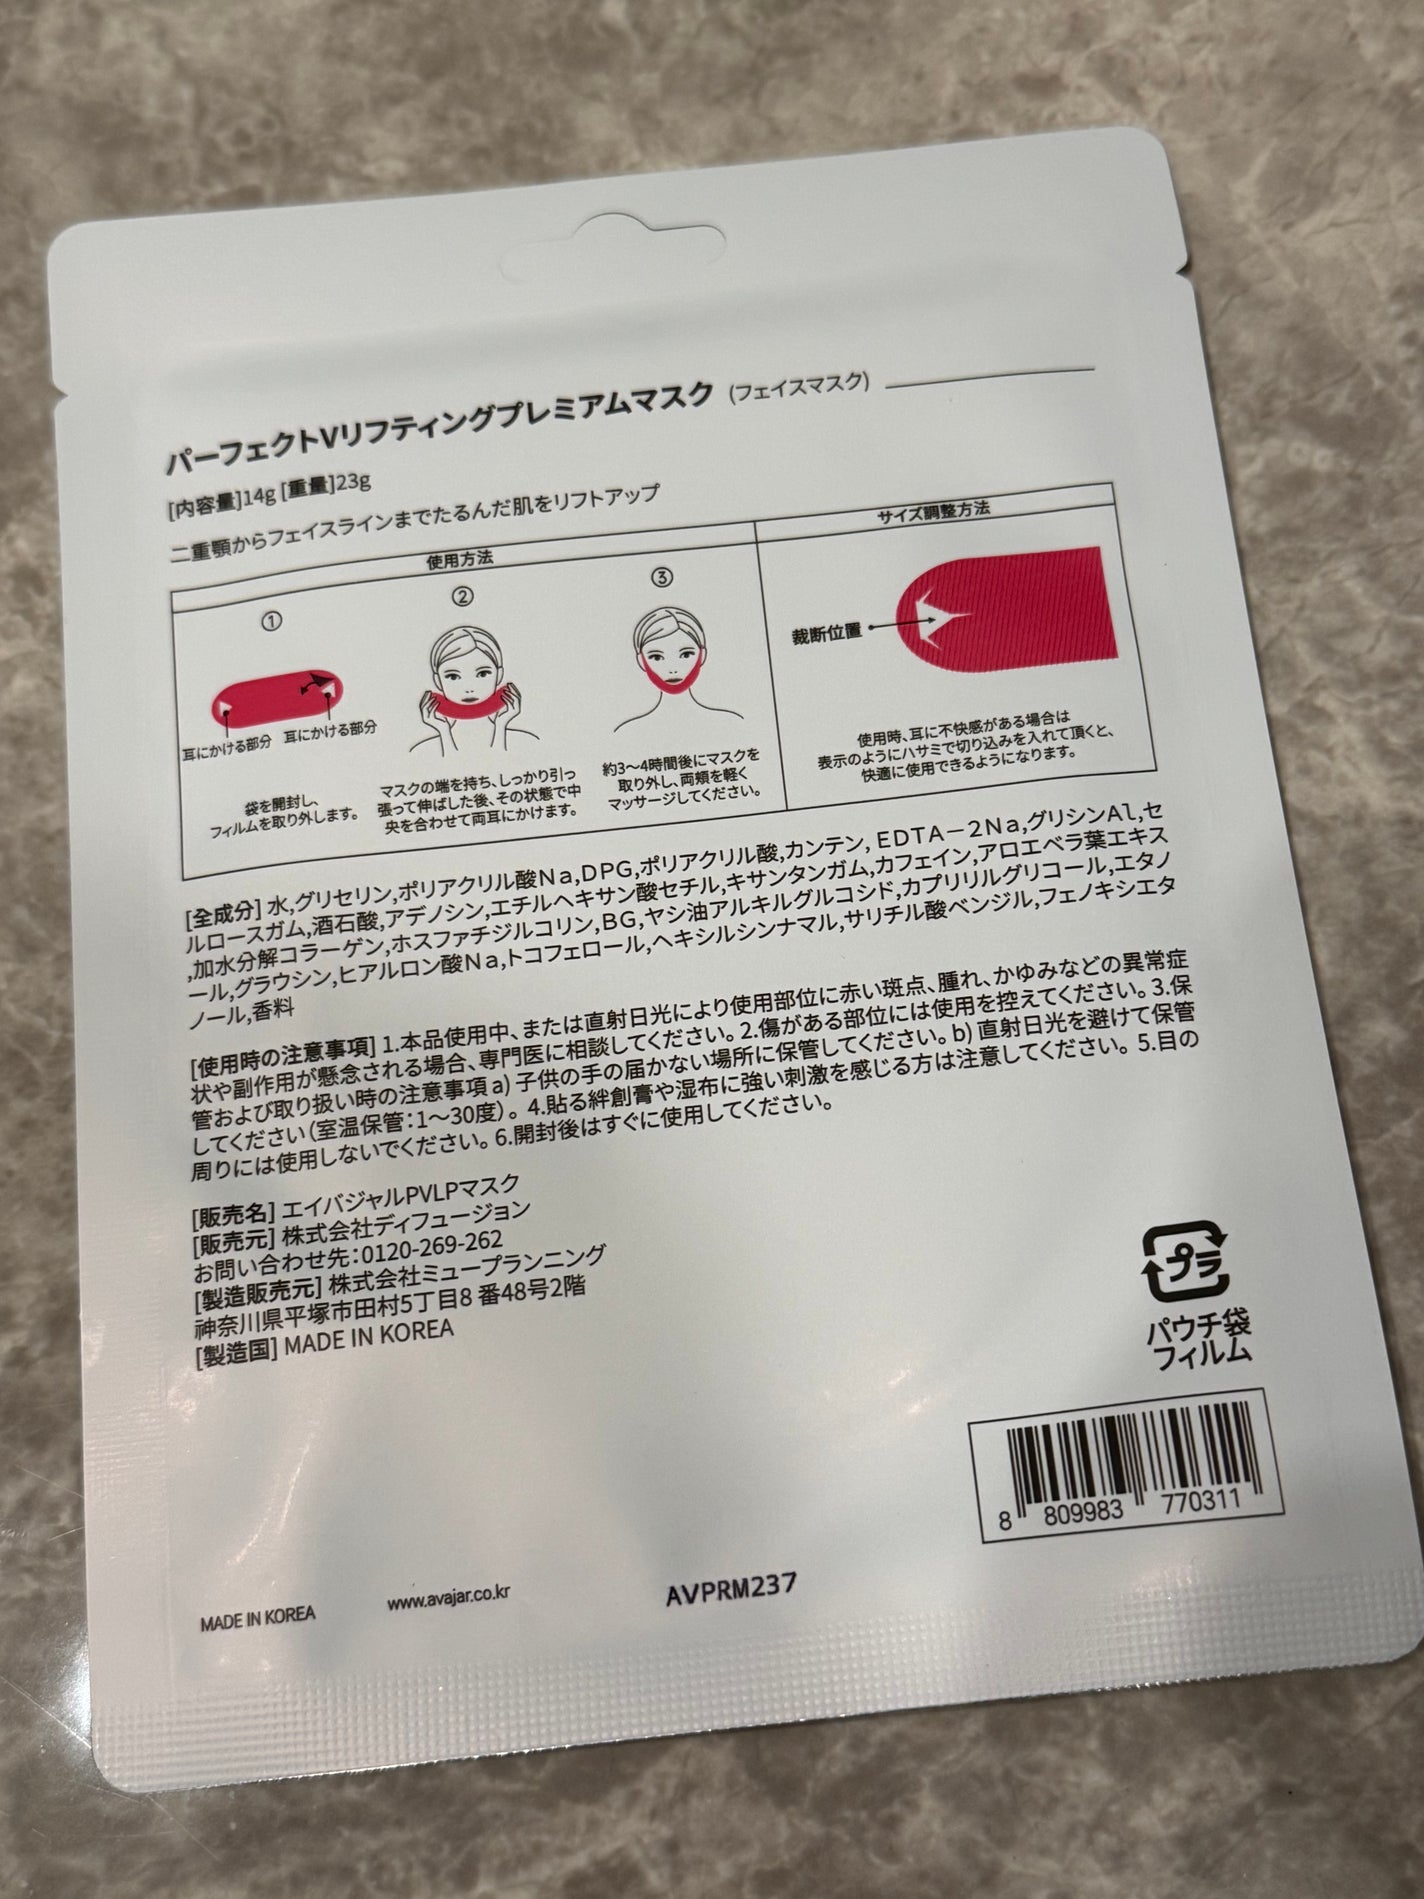 パーフェクトVリフティングプレミアムマスク (フェイスマスク)
[内容量]14g [重量]23g
二重顎からフェイスラインまでたるんだ肌をリフトアップ
使用方法
①
耳にかける部分 耳にかける部分
袋を開封し、
フィルムを取り外します。
②
マスクの端を持ち、しっかり引っ
張って伸ばした後、その状態で中
央を合わせて両耳にかけます。
③
約3～4時間後にマスクを
取り外し、両頬を軽く
マッサージしてください。
サイズ調整方法
裁断位置
使用時、耳に不快感がある場合は
表示のようにハサミで切り込みを入れて頂くと、
快適に使用できるようになります。
[全成分] 水,グリセリン,ポリアクリル酸Na,DPG,ポリアクリル酸,カンテン, EDTA－2Na,グリシンAl,セ
ルロースガム,酒石酸,アデノシン,エチルヘキサン酸セチル,キサンタンガム,カフェイン,アロエベラ葉エキス
,加水分解コラーゲン,ホスファチジルコリン,BG,ヤシ油アルキルグルコシド,カプリリルグリコール,エタノ
ール,グラウシン,ヒアルロン酸Na,トコフェロール,ヘキシルシンナマル,サリチル酸ベンジル,フェノキシエタ
ノール,香料
[使用時の注意事項] 1.本品使用中、または直射日光により使用部位に赤い斑点、腫れ、かゆみなどの異常症
状や副作用が懸念される場合、専門医に相談してください。2.傷がある部位には使用を控えてください。3.保
管および取り扱い時の注意事項 a) 子供の手の届かない場所に保管してください。b) 直射日光を避けて保管
してください（室温保管：1～30度）。 4.貼る絆創膏や湿布に強い刺激を感じる方は注意してください。 5.目の
周りには使用しないでください。6.開封後はすぐに使用してください。
[販売名] エイバジャルPVLPマスク
[販売元] 株式会社ディフュージョン
お問い合わせ先：0120-269-262
[製造販売元] 株式会社ミュープランニング
神奈川県平塚市田村5丁目8 番48号2階
[製造国] MADE IN KOREA
プラ
パウチ袋
フィルム
8 809983 770311
MADE IN KOREA
www.avajar.co.kr
AVPRM237